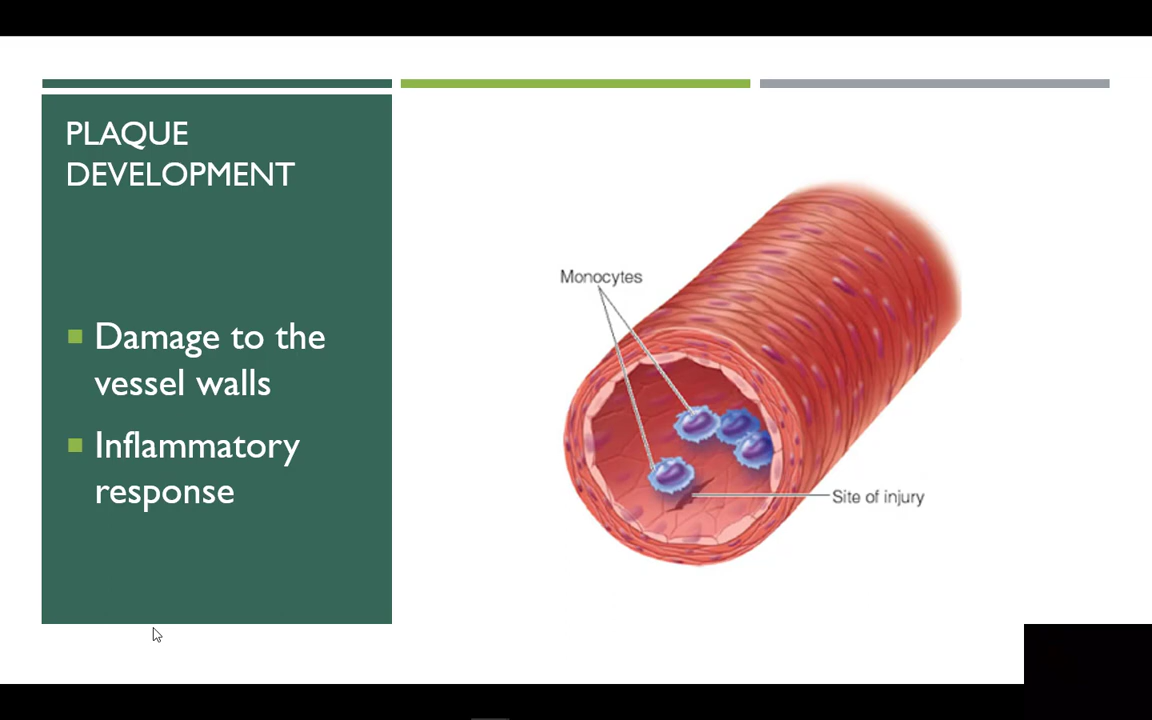 PLAQUE
DEVELOPMENT
Damage to the
vessel walls
Inflammatory
response
Monocytes
Site of injury